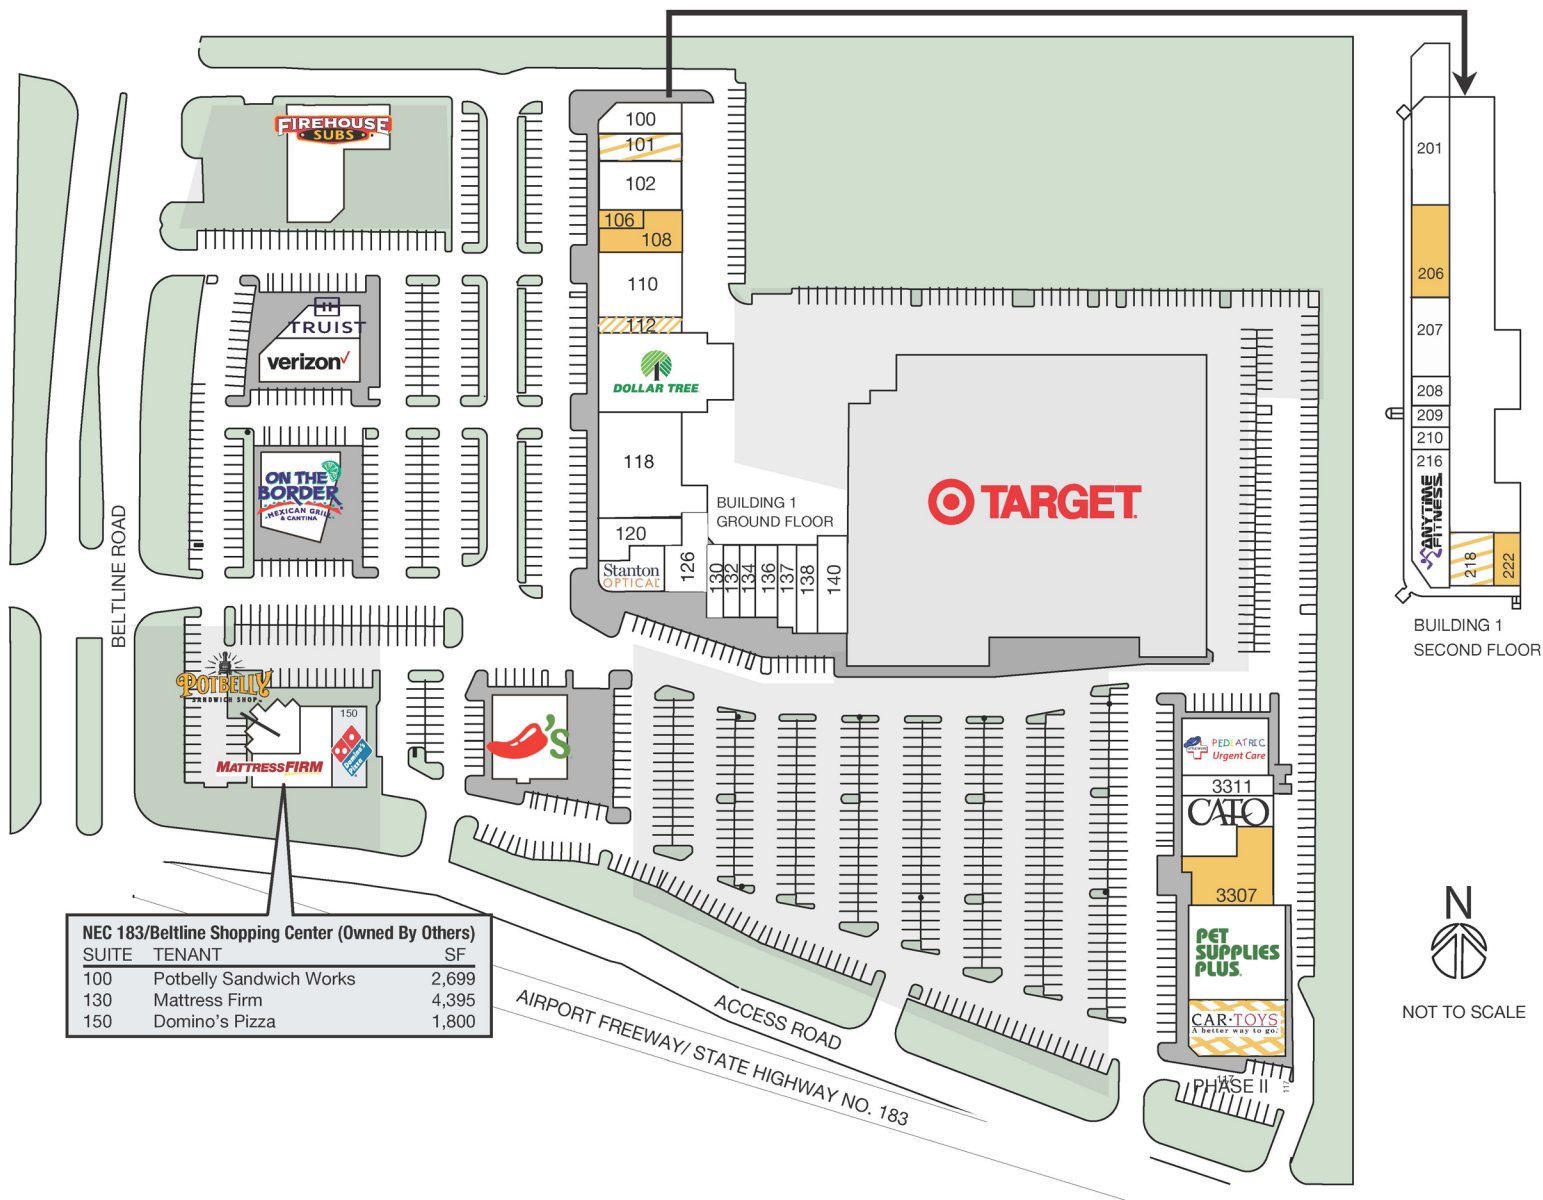 FIREHOUSE
SUBS
100
101
102
106
108
110
112
DOLLAR TREE
118
120
Stanton
OPTICAL
126
130
132
134
136
137
138
140
BUILDING 1
GROUND FLOOR
TARGET
201
206
207
208
209
210
216
ANYTIME
FITNESS
218
222
BUILDING 1
SECOND FLOOR
TRUIST
verizon
ON THE
BORDER
MEXICAN GRILL
& CANTINA
BELTLINE ROAD
POTBELLY
SANDWICH SHOP
150
MATTRESSFIRM
Domino's
Pizza
'S
PEDIATRIC
Urgent Care
3311
CATO
3307
PET
SUPPLIES
PLUS
CAR·TOYS
A better way to go.
PHASE II
117
117
NEC 183/Beltline Shopping Center (Owned By Others)
SUITE TENANT SF
100 Potbelly Sandwich Works 2,699
130 Mattress Firm 4,395
150 Domino's Pizza 1,800
ACCESS ROAD
AIRPORT FREEWAY/ STATE HIGHWAY NO. 183
N
NOT TO SCALE